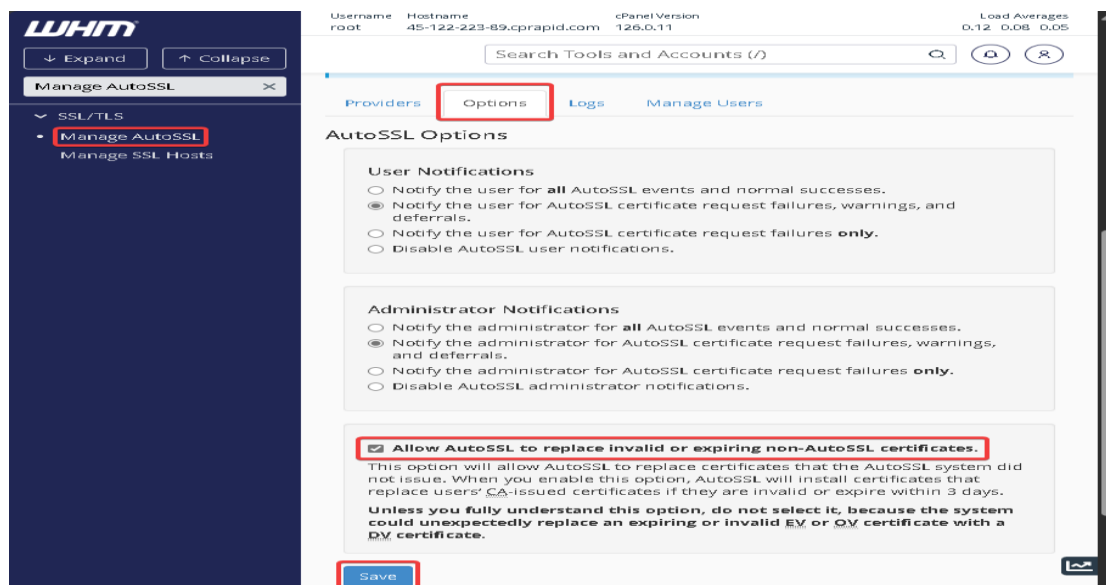 WHM
Username Hostname cPanel Version Load Averages
root 45-122-223-89.cprapid.com 126.0.11 0.12 0.08 0.05
↓ Expand ↑ Collapse
Search Tools and Accounts (/)
Manage AutoSSL ×
SSL/TLS
• Manage AutoSSL
Manage SSL Hosts
Providers Options Logs Manage Users
AutoSSL Options
User Notifications
Notify the user for all AutoSSL events and normal successes.
Notify the user for AutoSSL certificate request failures, warnings, and
deferrals.
Notify the user for AutoSSL certificate request failures only.
Disable AutoSSL user notifications.
Administrator Notifications
Notify the administrator for all AutoSSL events and normal successes.
Notify the administrator for AutoSSL certificate request failures, warnings,
and deferrals.
Notify the administrator for AutoSSL certificate request failures only.
Disable AutoSSL administrator notifications.
Allow AutoSSL to replace invalid or expiring non-AutoSSL certificates.
This option will allow AutoSSL to replace certificates that the AutoSSL system did
not issue. When you enable this option, AutoSSL will install certificates that
replace users’ CA-issued certificates if they are invalid or expire within 3 days.
Unless you fully understand this option, do not select it, because the system
could unexpectedly replace an expiring or invalid EV or OV certificate with a
DV certificate.
Save